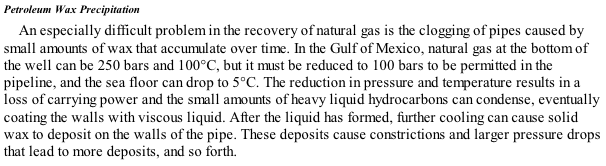 Petroleum Wax Precipitation
An especially difficult problem in the recovery of natural gas is the clogging of pipes caused by
small amounts of wax that accumulate over time. In the Gulf of Mexico, natural gas at the bottom of
the well can be 250 bars and 100°C, but it must be reduced to 100 bars to be permitted in the
pipeline, and the sea floor can drop to 5°C. The reduction in pressure and temperature results in a
loss of carrying power and the small amounts of heavy liquid hydrocarbons can condense, eventually
coating the walls with viscous liquid. After the liquid has formed, further cooling can cause solid
wax to deposit on the walls of the pipe. These deposits cause constrictions and larger pressure drops
that lead to more deposits, and so forth.